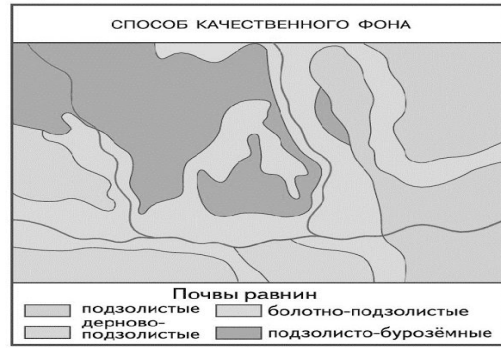 СПОСОБ КАЧЕСТВЕННОГО ФОНА
Почвы равнин
подзолистые
дерново-
подзолистые
болотно-подзолистые
подзолисто-бурозёмные